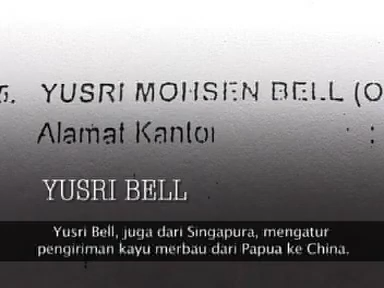 5. YUSRI MOHSEN BELL (O
Alamat Kantor :
YUSRI BELL
Yusri Bell, juga dari Singapura, mengatur
pengiriman kayu merbau dari Papua ke China.